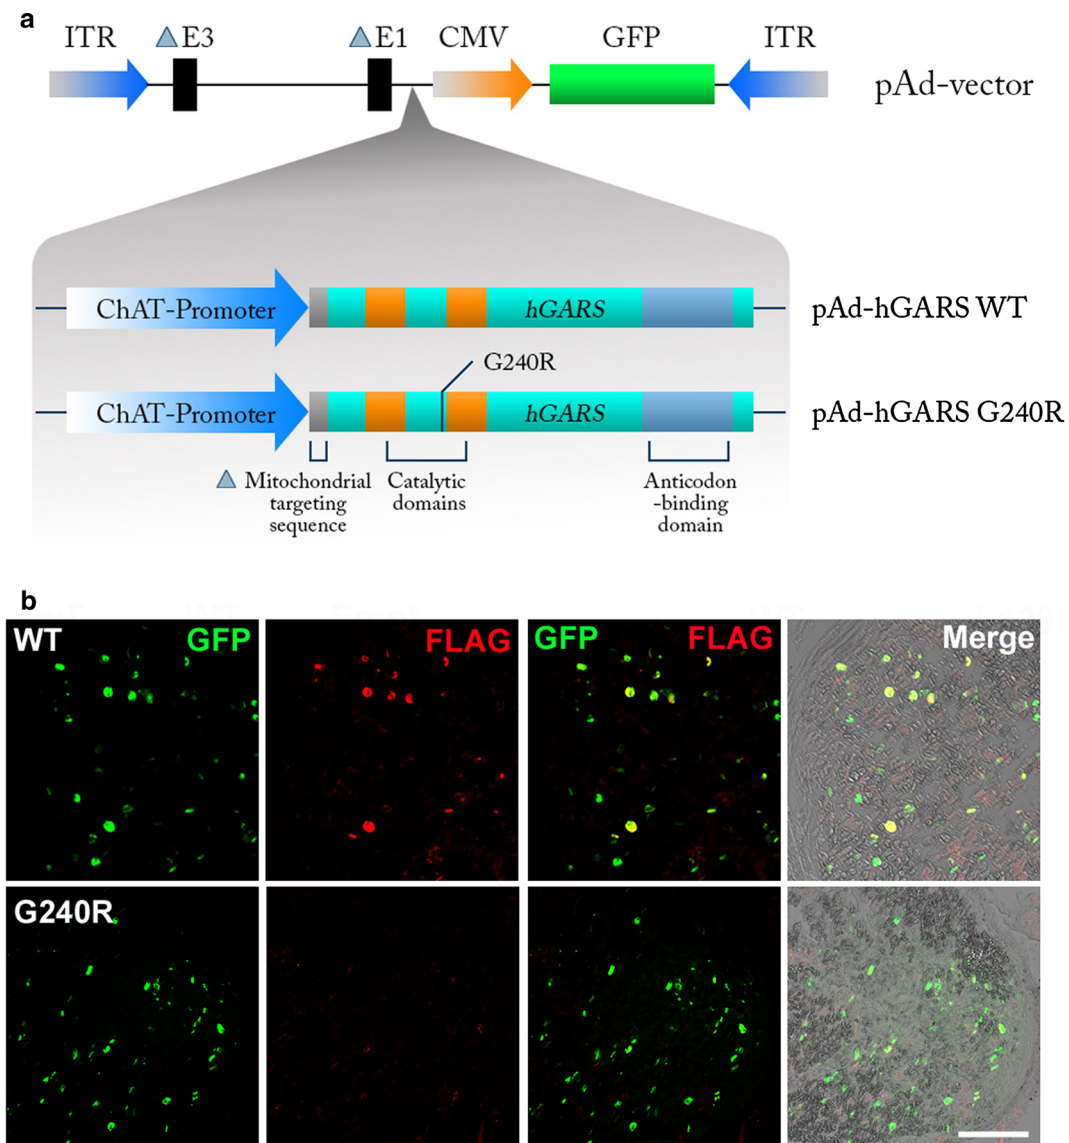 a
ITR
E3
E1
CMV
GFP
ITR
pAd-vector
ChAT-Promoter
hGARS
pAd-hGARS WT
G240R
ChAT-Promoter
hGARS
pAd-hGARS G240R
Mitochondrial
targeting
sequence
Catalytic
domains
Anticodon
-binding
domain
b
WT
GFP
FLAG
GFP
FLAG
Merge
G240R